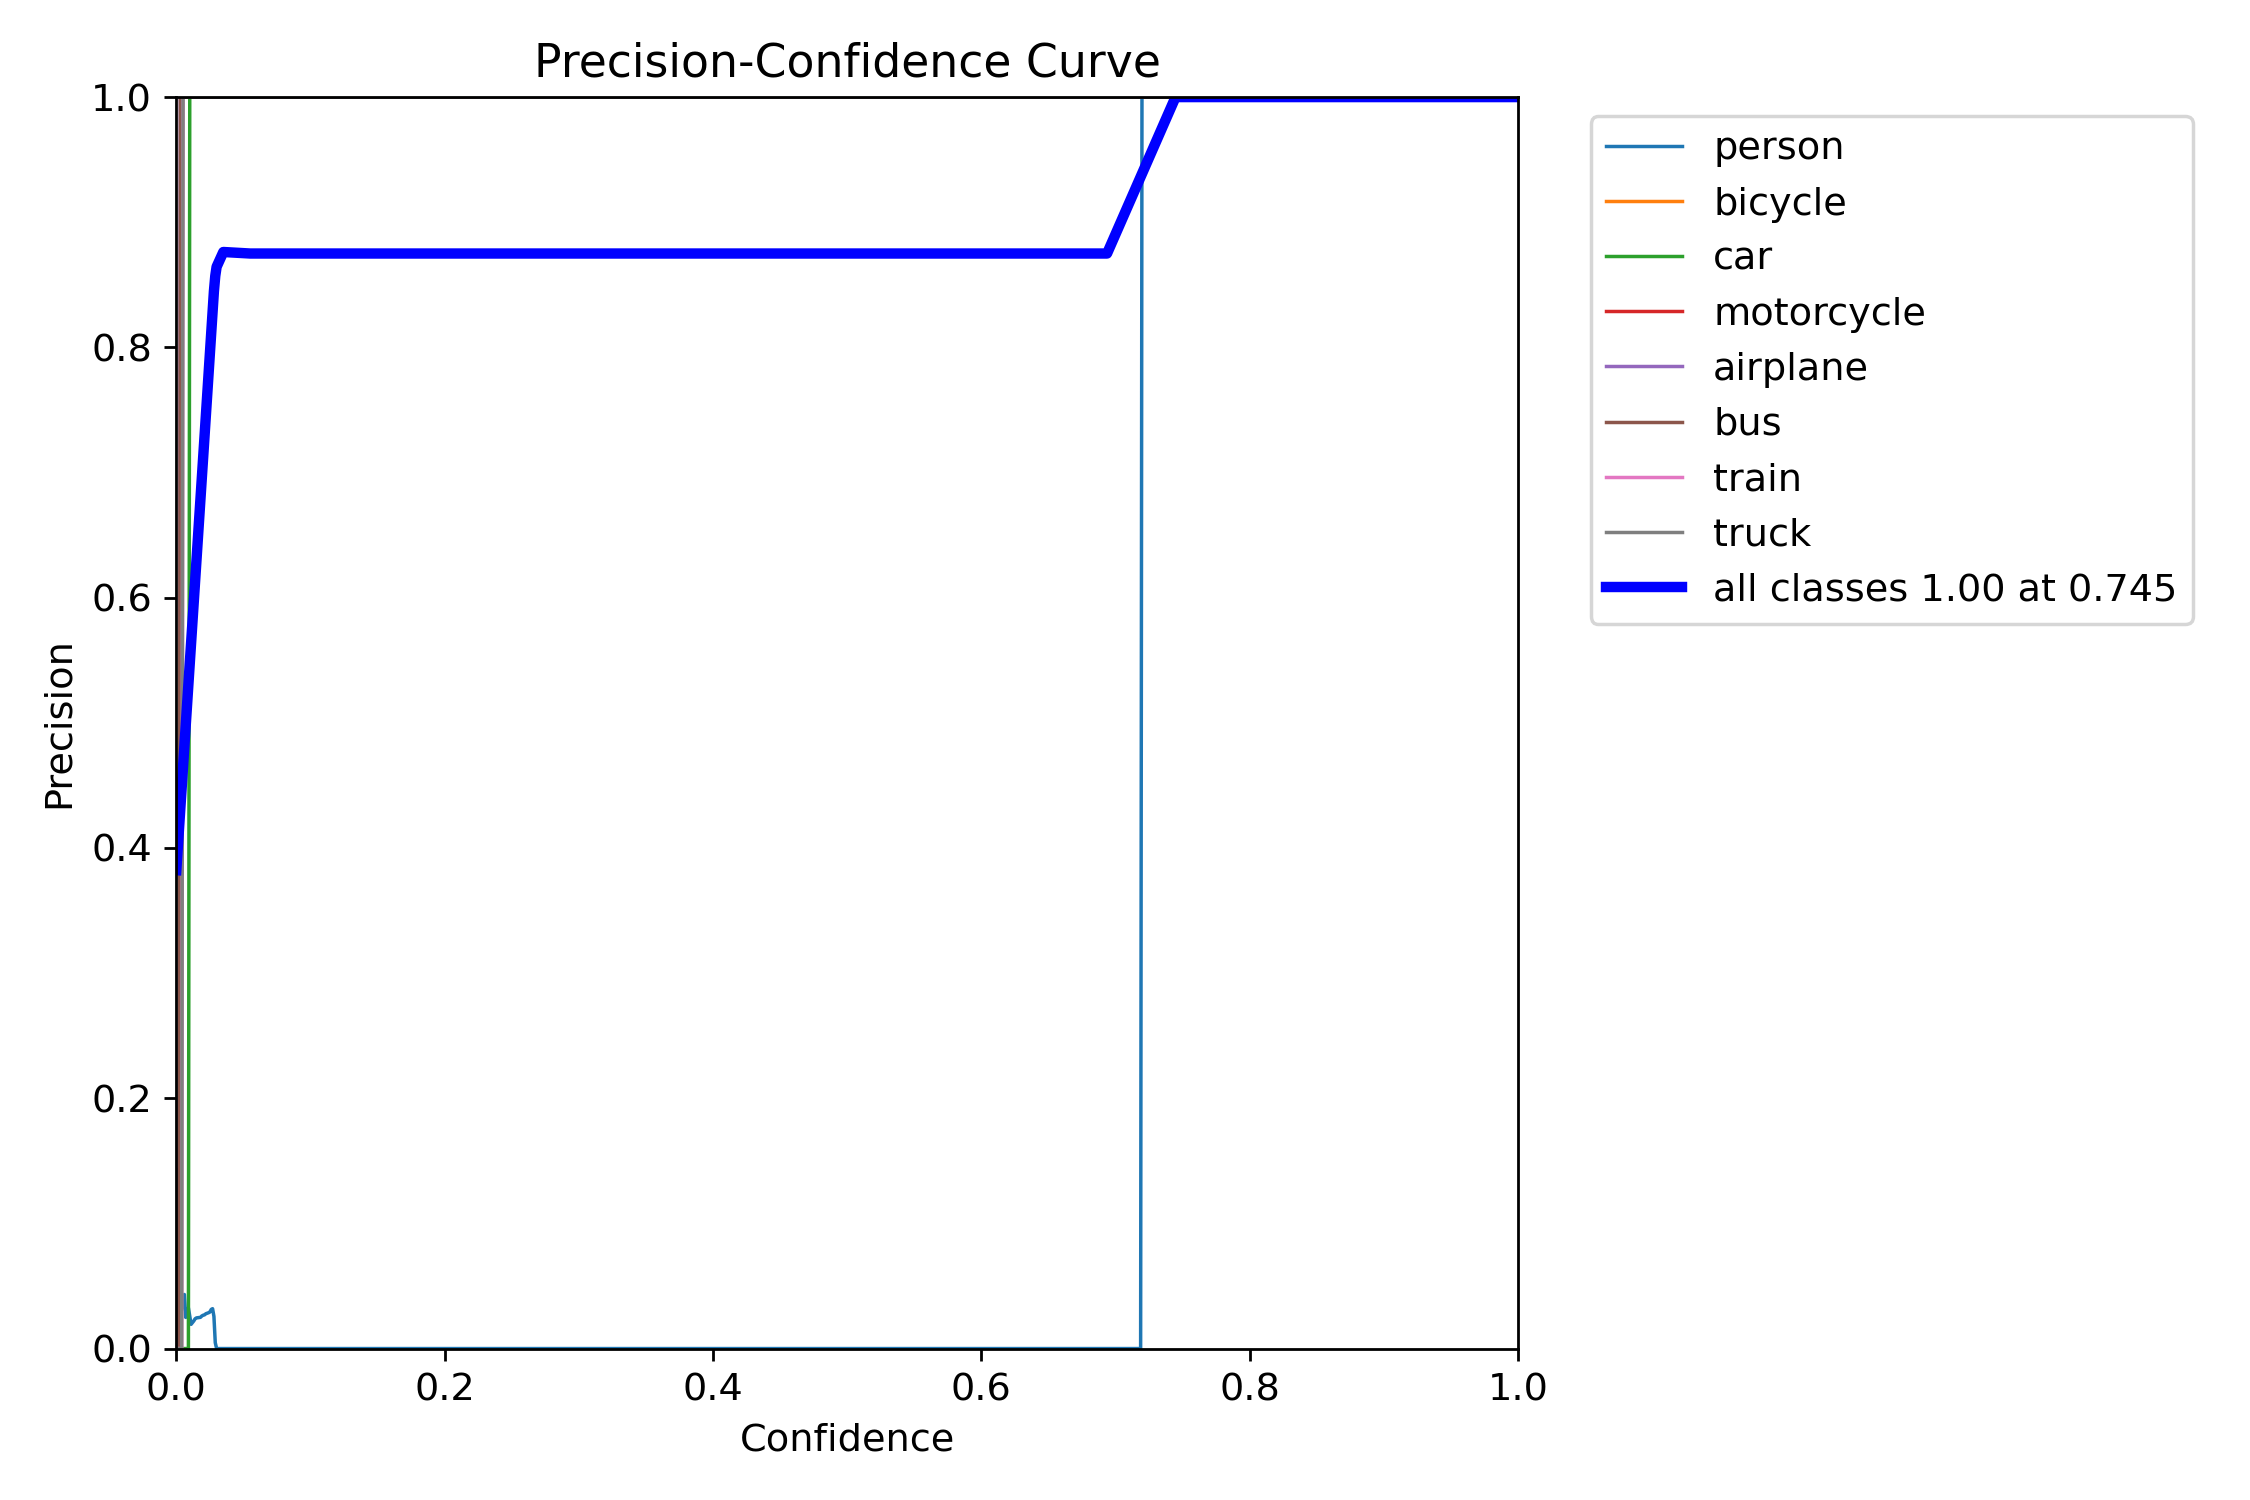 Precision-Confidence Curve
1.0
0.8
0.6
0.4
0.2
0.0
Precision
0.0 0.2 0.4 0.6 0.8 1.0
Confidence
person
bicycle
car
motorcycle
airplane
bus
train
truck
all classes 1.00 at 0.745